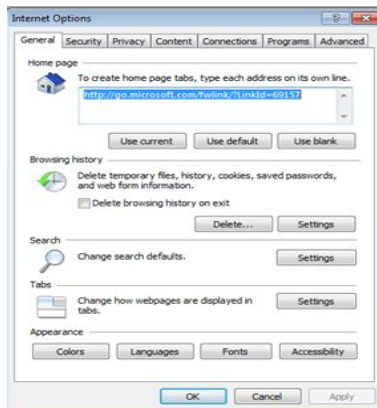 Internet Options
General Security Privacy Content Connections Programs Advanced
Home page
To create home page tabs, type each address on its own line.
http://go.microsoft.com/fwlink/?LinkId=69157
Use current Use default Use blank
Browsing history
Delete temporary files, history, cookies, saved passwords,
and web form information.
Delete browsing history on exit
Delete... Settings
Search
Change search defaults. Settings
Tabs
Change how webpages are displayed in Settings
tabs.
Appearance
Colors Languages Fonts Accessibility
OK Cancel Apply